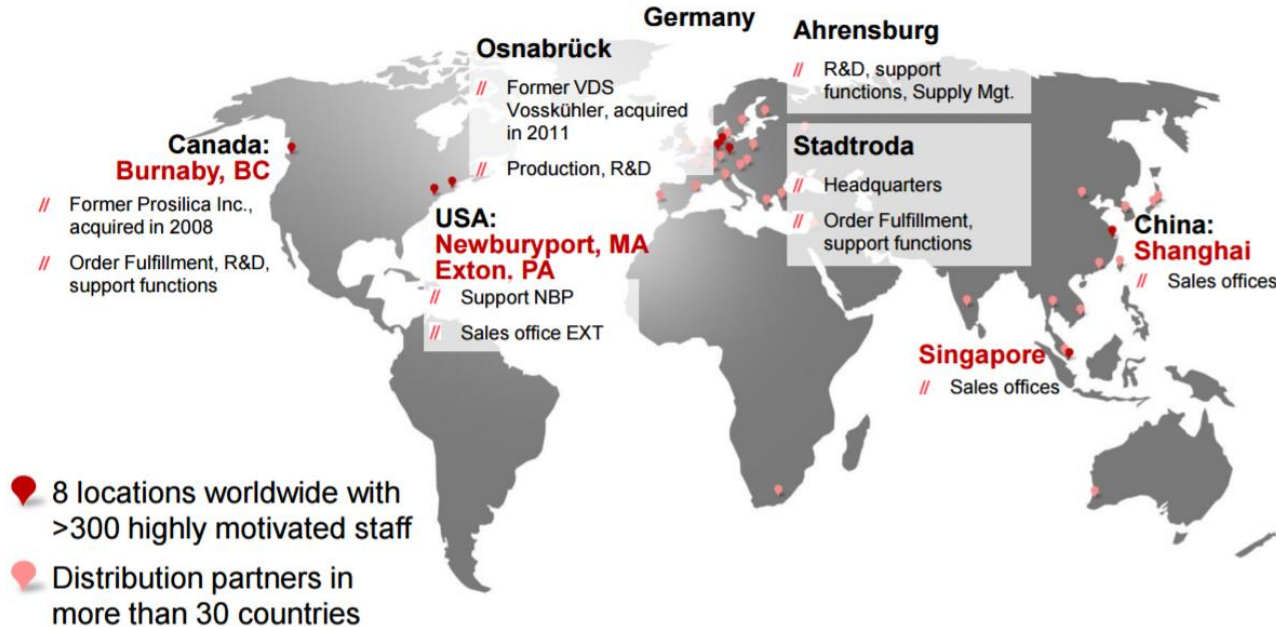 Germany
Osnabrück
// Former VDS
Vosskühler, acquired
in 2011
// Production, R&D
Ahrensburg
// R&D, support
functions, Supply Mgt.
Stadtroda
// Headquarters
// Order Fulfillment,
support functions
Canada:
Burnaby, BC
// Former Prosilica Inc.,
acquired in 2008
// Order Fulfillment, R&D,
support functions
USA:
Newburyport, MA
Exton. PA
// Support NBP
// Sales office EXT
China:
Shanghai
// Sales offices
Singapore
// Sales offices
8 locations worldwide with
>300 highly motivated staff
Distribution partners in
more than 30 countries